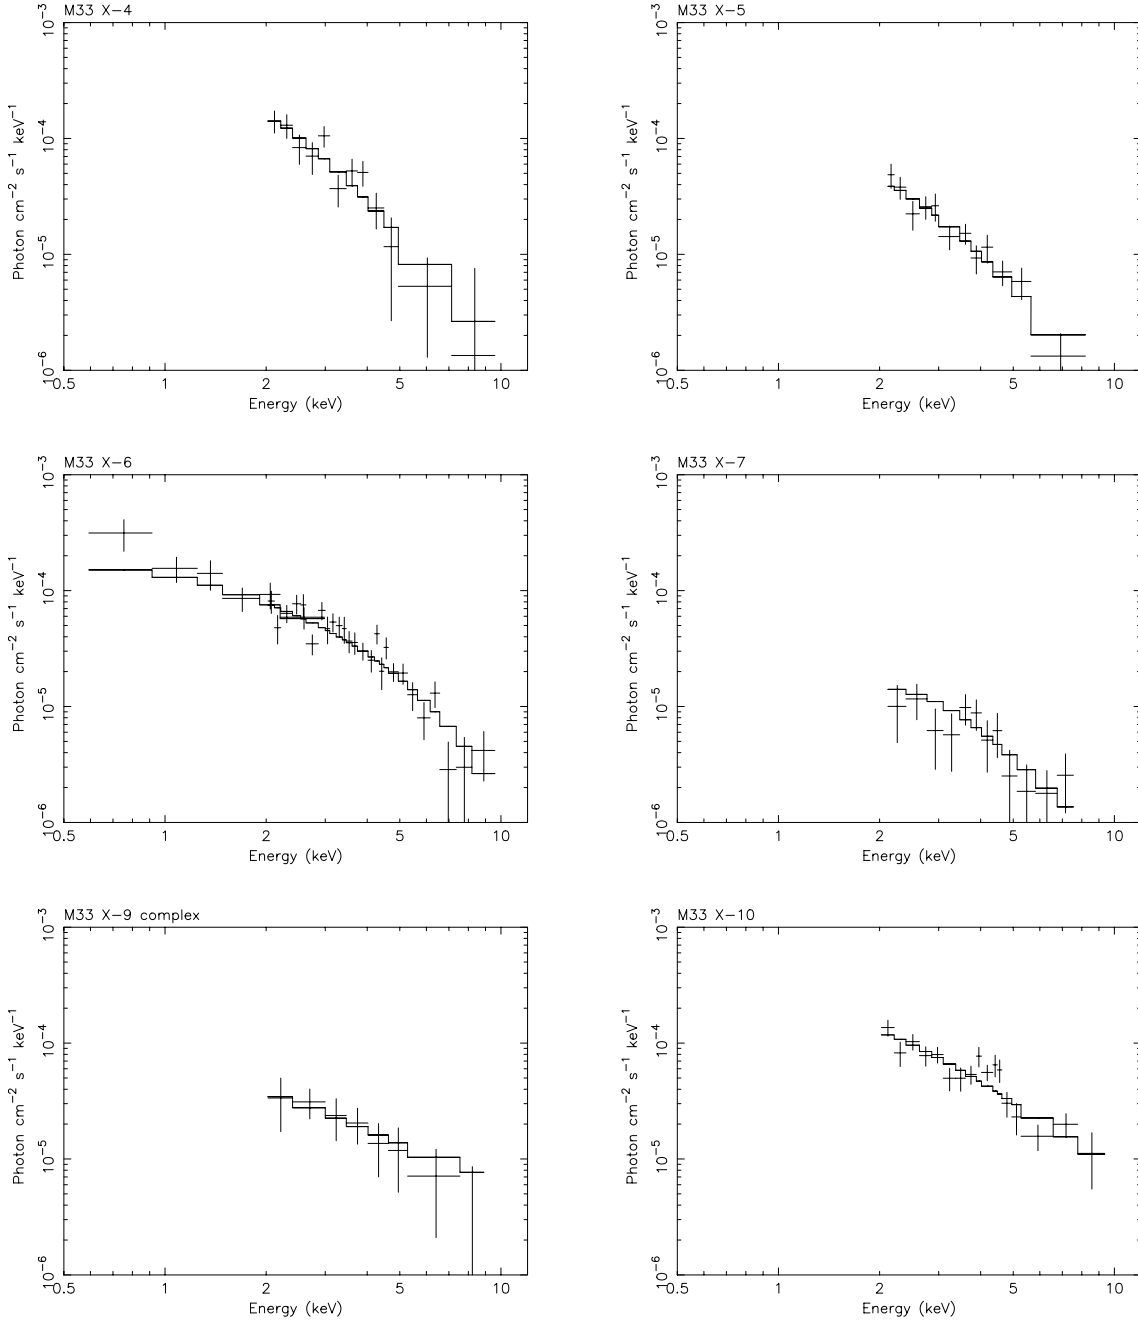 M33 X−4
10⁻³
10⁻⁴
10⁻⁵
10⁻⁶
Photon cm⁻² s⁻¹ keV⁻¹
0.5 1 2 5 10
Energy (keV)
M33 X−5
10⁻³
10⁻⁴
10⁻⁵
10⁻⁶
Photon cm⁻² s⁻¹ keV⁻¹
0.5 1 2 5 10
Energy (keV)
M33 X−6
10⁻³
10⁻⁴
10⁻⁵
10⁻⁶
Photon cm⁻² s⁻¹ keV⁻¹
0.5 1 2 5 10
Energy (keV)
M33 X−7
10⁻³
10⁻⁴
10⁻⁵
10⁻⁶
Photon cm⁻² s⁻¹ keV⁻¹
0.5 1 2 5 10
Energy (keV)
M33 X−9 complex
10⁻³
10⁻⁴
10⁻⁵
10⁻⁶
Photon cm⁻² s⁻¹ keV⁻¹
0.5 1 2 5 10
Energy (keV)
M33 X−10
10⁻³
10⁻⁴
10⁻⁵
10⁻⁶
Photon cm⁻² s⁻¹ keV⁻¹
0.5 1 2 5 10
Energy (keV)